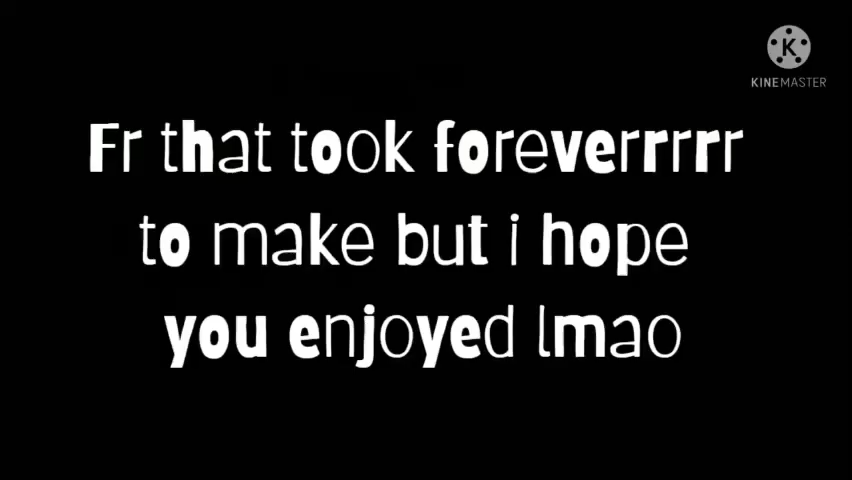 K
KINEMASTER
Fr that took foreverrrrr
to make but i hope
you enjoyed lmao